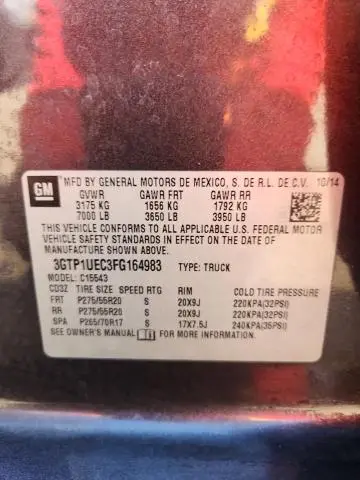 GM
MFD BY GENERAL MOTORS DE MEXICO, S. DE R.L. DE C.V. 10/14
GVWR GAWR FRT GAWR RR
3175 KG 1656 KG 1792 KG
7000 LB 3650 LB 3950 LB
THIS VEHICLE CONFORMS TO ALL APPLICABLE U.S. FEDERAL
MOTOR VEHICLE SAFETY STANDARDS IN EFFECT ON THE DATE OF
MANUFACTURE SHOWN ABOVE.
3GTP1UEC3FG164983 TYPE: TRUCK
MODEL: C15543
CD3Z TIRE SIZE SPEED RTG RIM COLD TIRE PRESSURE
FRT P275/55R20 S 20X9J 220KPA(32PSI)
RR P275/55R20 S 20X9J 220KPA(32PSI)
SPA P265/70R17 S 17X7.5J 240KPA(35PSI)
SEE OWNER'S MANUAL FOR MORE INFORMATION.